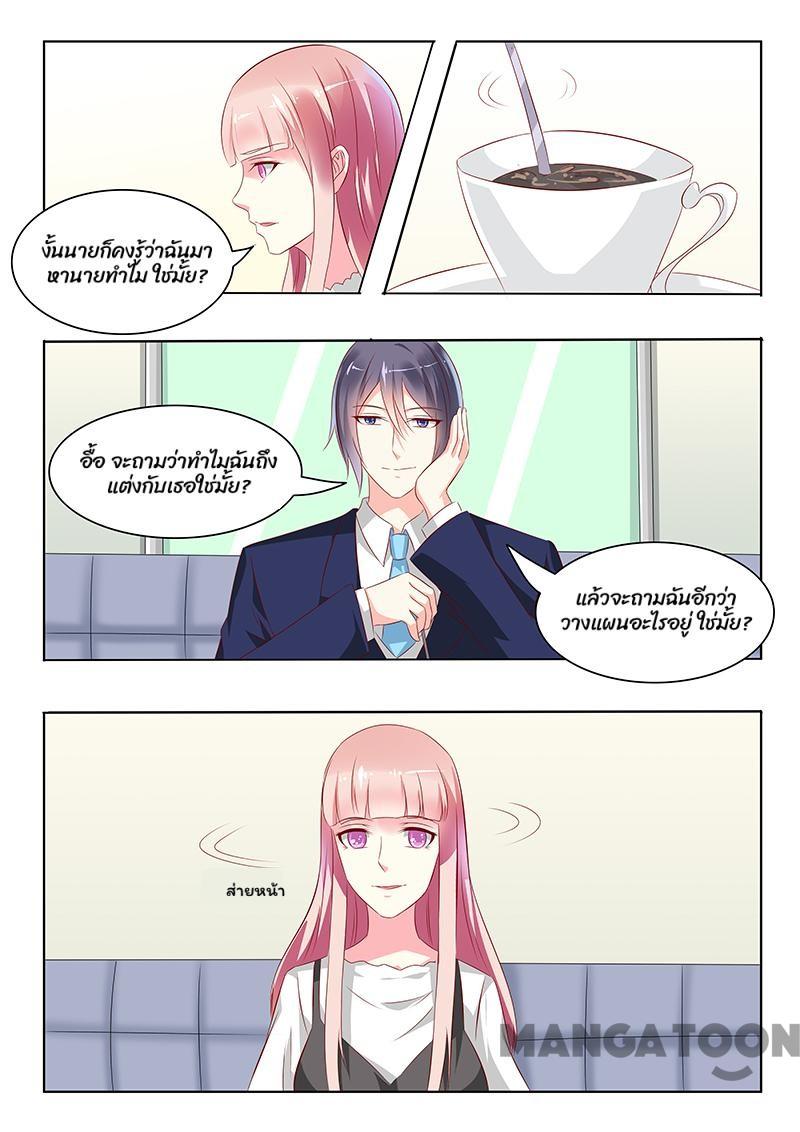 งั้นนายก็คงรู้ว่าฉันมา
หานายทำไม ใช่มั้ย?
อื้อ จะถามว่าทำไมฉันถึง
แต่งกับเธอใช่มั้ย?
แล้วจะถามฉันอีกว่า
วางแผนอะไรอยู่ ใช่มั้ย?
ส่ายหน้า
MANGATOON